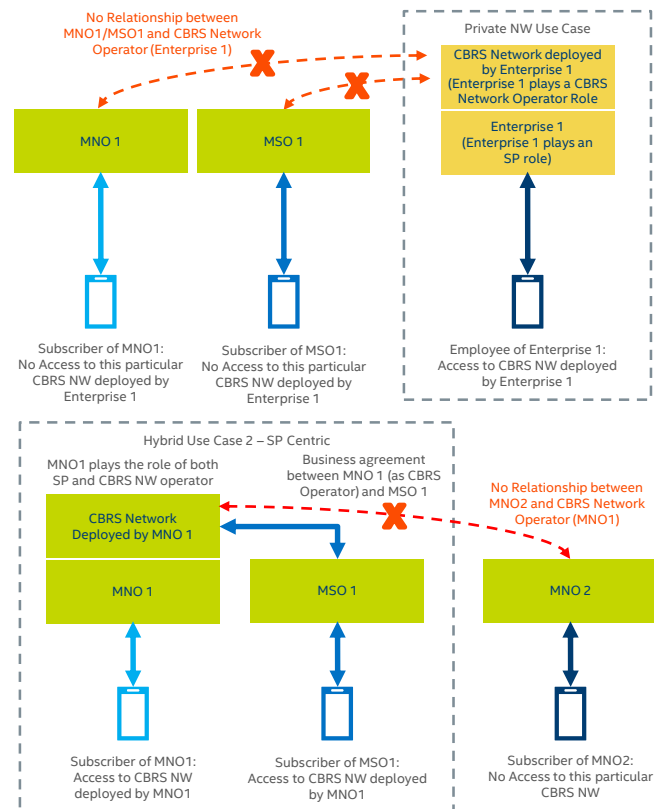 No Relationship between
MNO1/MSO1 and CBRS Network
Operator (Enterprise 1)
Private NW Use Case
CBRS Network deployed
by Enterprise 1
(Enterprise 1 plays a CBRS
Network Operator Role
MNO 1
MSO 1
Enterprise 1
(Enterprise 1 plays an
SP role)
Subscriber of MNO1:
No Access to this particular
CBRS NW deployed by
Enterprise 1
Subscriber of MSO1:
No Access to this particular
CBRS NW deployed by
Enterprise 1
Employee of Enterprise 1:
Access to CBRS NW deployed
by Enterprise 1
Hybrid Use Case 2 – SP Centric
MNO1 plays the role of both
SP and CBRS NW operator
Business agreement
between MNO 1 (as CBRS
Operator) and MSO 1
No Relationship between
MNO2 and CBRS Network
Operator (MNO1)
CBRS Network
Deployed by MNO 1
MNO 1
MSO 1
MNO 2
Subscriber of MNO1:
Access to CBRS NW
deployed by MNO1
Subscriber of MSO1:
Access to CBRS NW deployed
by MNO1
Subscriber of MNO2:
No Access to this particular
CBRS NW